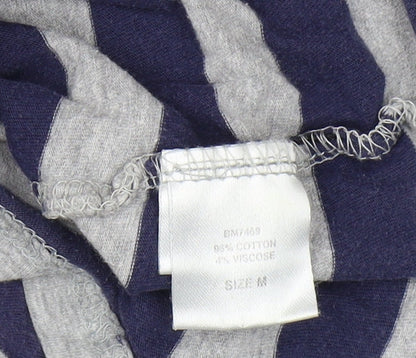 BM7469
96% COTTON
4% VISCOSE
SIZE M